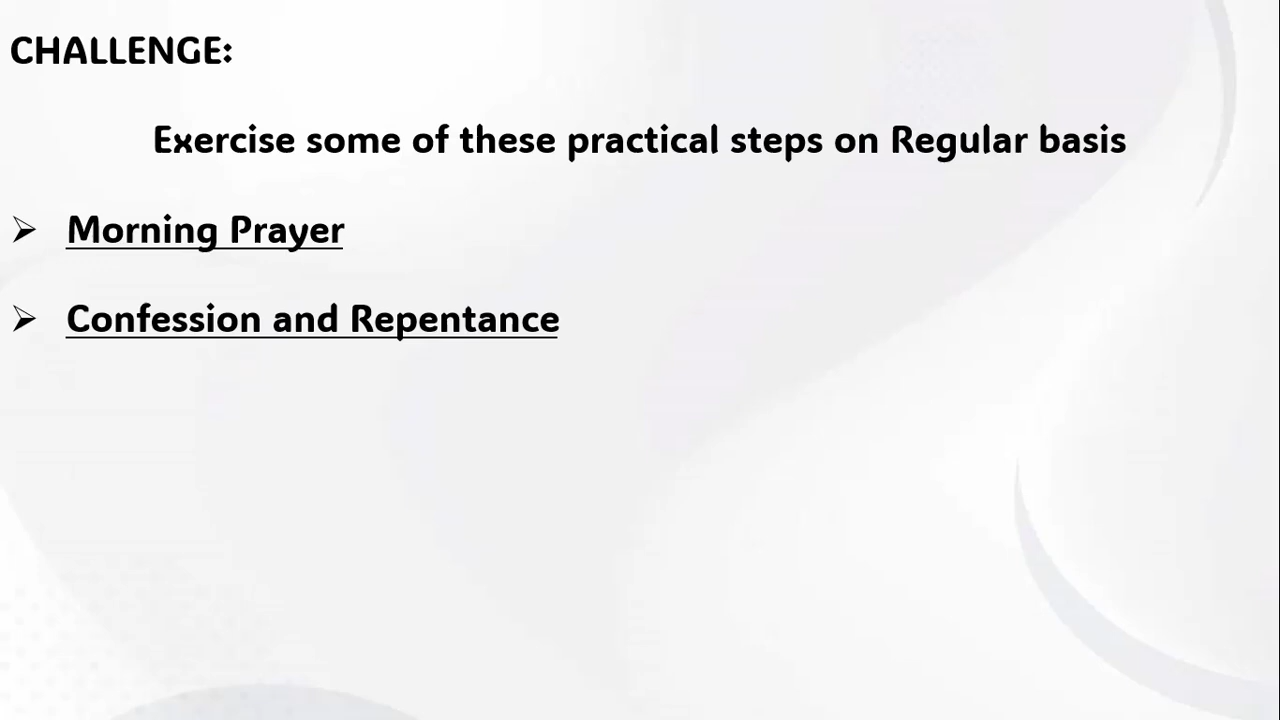 CHALLENGE:
Exercise some of these practical steps on Regular basis
➢ Morning Prayer
➢ Confession and Repentance